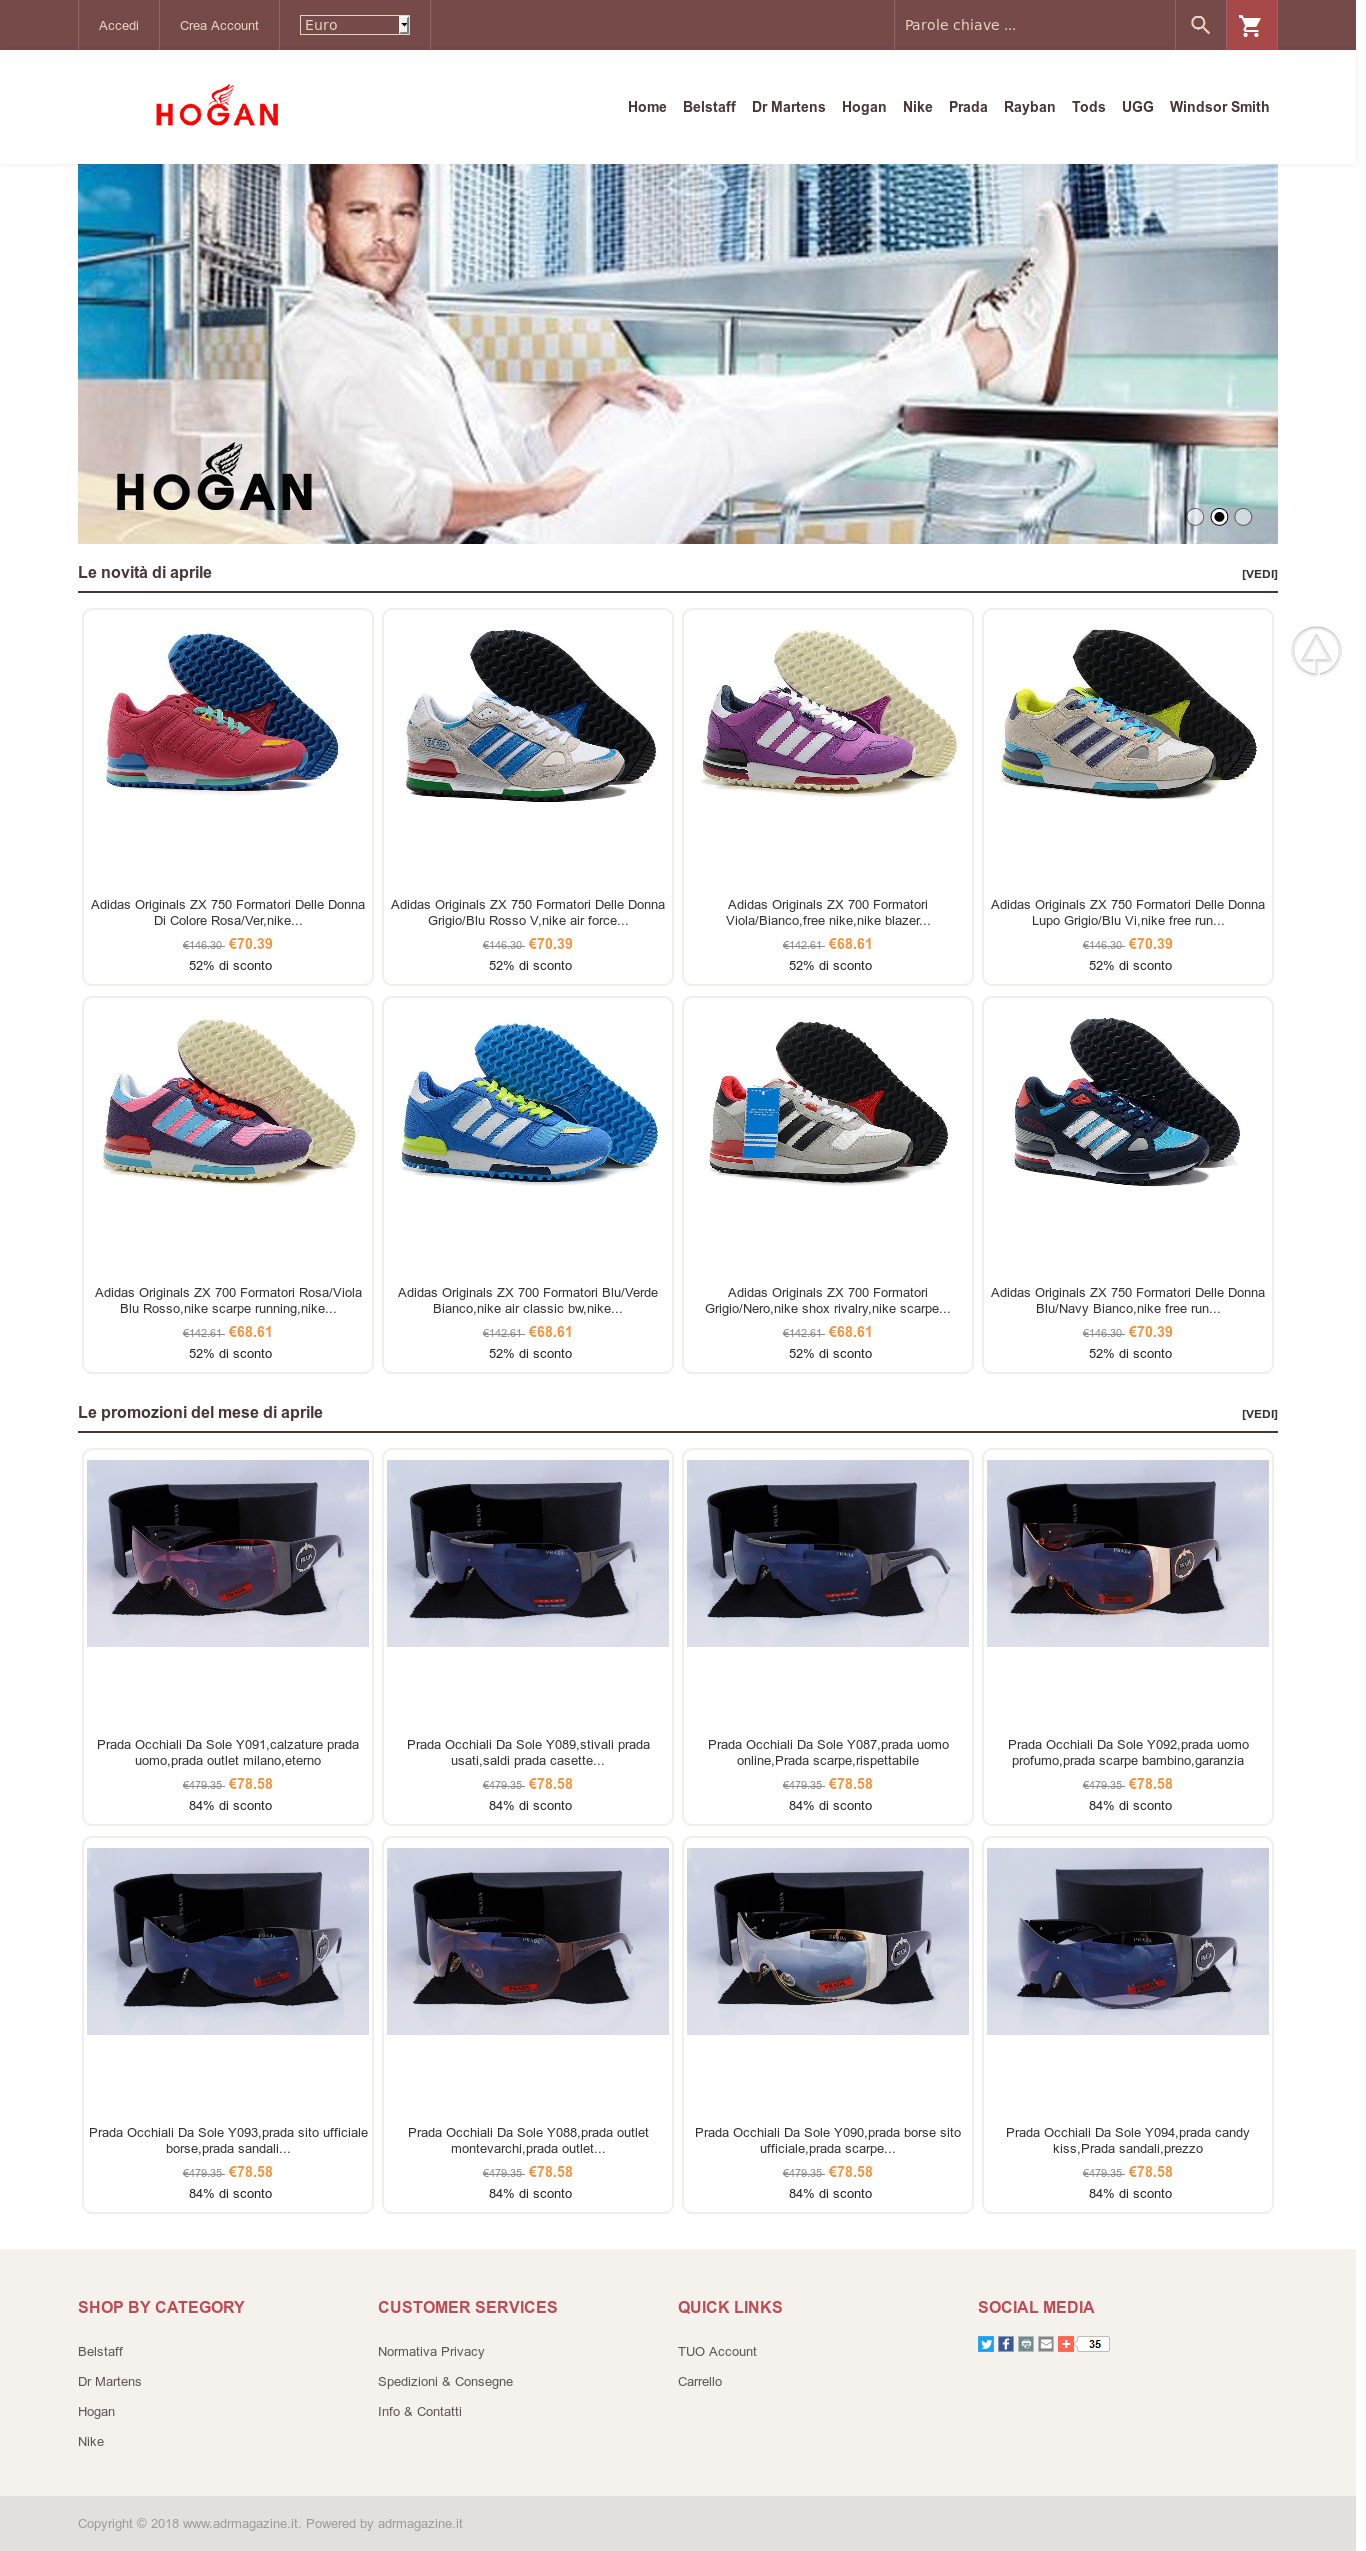 Accedi
Crea Account
Euro
Parole chiave ...
HOGAN
Home Belstaff Dr Martens Hogan Nike Prada Rayban Tods UGG Windsor Smith
HOGAN
Le novità di aprile
[VEDI]
Adidas Originals ZX 750 Formatori Delle Donna
Di Colore Rosa/Ver,nike...
€146.30 €70.39
52% di sconto
Adidas Originals ZX 750 Formatori Delle Donna
Grigio/Blu Rosso V,nike air force...
€146.30 €70.39
52% di sconto
Adidas Originals ZX 700 Formatori
Viola/Bianco,free nike,nike blazer...
€142.61 €68.61
52% di sconto
Adidas Originals ZX 750 Formatori Delle Donna
Lupo Grigio/Blu Vi,nike free run...
€146.30 €70.39
52% di sconto
Adidas Originals ZX 700 Formatori Rosa/Viola
Blu Rosso,nike scarpe running,nike...
€142.61 €68.61
52% di sconto
Adidas Originals ZX 700 Formatori Blu/Verde
Bianco,nike air classic bw,nike...
€142.61 €68.61
52% di sconto
Adidas Originals ZX 700 Formatori
Grigio/Nero,nike shox rivalry,nike scarpe...
€142.61 €68.61
52% di sconto
Adidas Originals ZX 750 Formatori Delle Donna
Blu/Navy Bianco,nike free run...
€146.30 €70.39
52% di sconto
Le promozioni del mese di aprile
[VEDI]
Prada Occhiali Da Sole Y091,calzature prada
uomo,prada outlet milano,eterno
€479.35 €78.58
84% di sconto
Prada Occhiali Da Sole Y089,stivali prada
usati,saldi prada casette...
€479.35 €78.58
84% di sconto
Prada Occhiali Da Sole Y087,prada uomo
online,Prada scarpe,rispettabile
€479.35 €78.58
84% di sconto
Prada Occhiali Da Sole Y092,prada uomo
profumo,prada scarpe bambino,garanzia
€479.35 €78.58
84% di sconto
Prada Occhiali Da Sole Y093,prada sito ufficiale
borse,prada sandali...
€479.35 €78.58
84% di sconto
Prada Occhiali Da Sole Y088,prada outlet
montevarchi,prada outlet...
€479.35 €78.58
84% di sconto
Prada Occhiali Da Sole Y090,prada borse sito
ufficiale,prada scarpe...
€479.35 €78.58
84% di sconto
Prada Occhiali Da Sole Y094,prada candy
kiss,Prada sandali,prezzo
€479.35 €78.58
84% di sconto
SHOP BY CATEGORY
Belstaff
Dr Martens
Hogan
Nike
CUSTOMER SERVICES
Normativa Privacy
Spedizioni & Consegne
Info & Contatti
QUICK LINKS
TUO Account
Carrello
SOCIAL MEDIA
35
Copyright © 2018 www.adrmagazine.it. Powered by adrmagazine.it